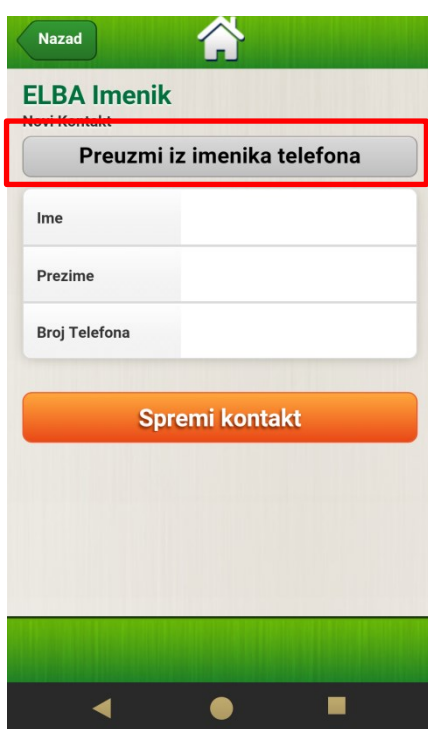 Nazad
ELBA Imenik
Novi Kontakt
Preuzmi iz imenika telefona
Ime
Prezime
Broj Telefona
Spremi kontakt